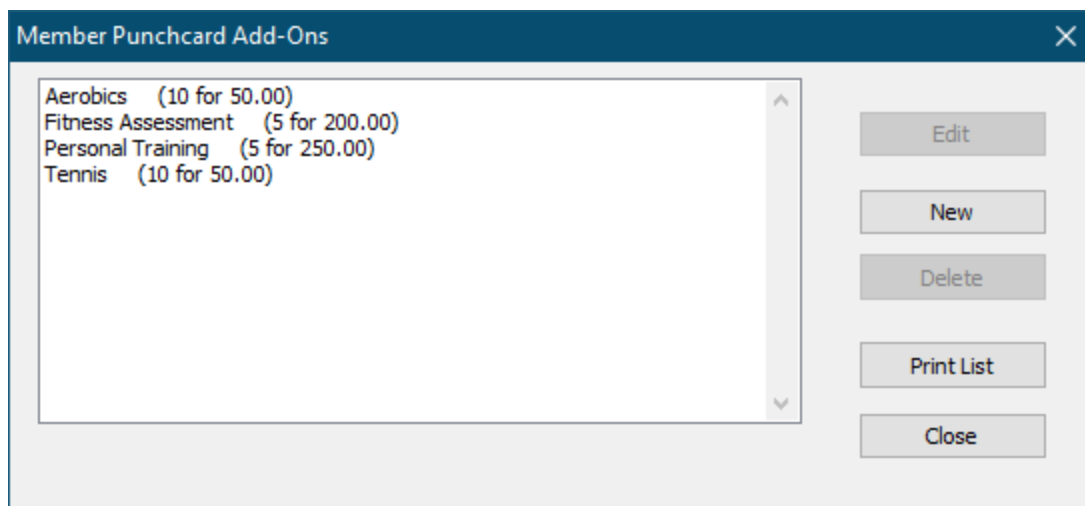 Member Punchcard Add-Ons
Aerobics (10 for 50.00)
Fitness Assessment (5 for 200.00)
Personal Training (5 for 250.00)
Tennis (10 for 50.00)
Edit
New
Delete
Print List
Close